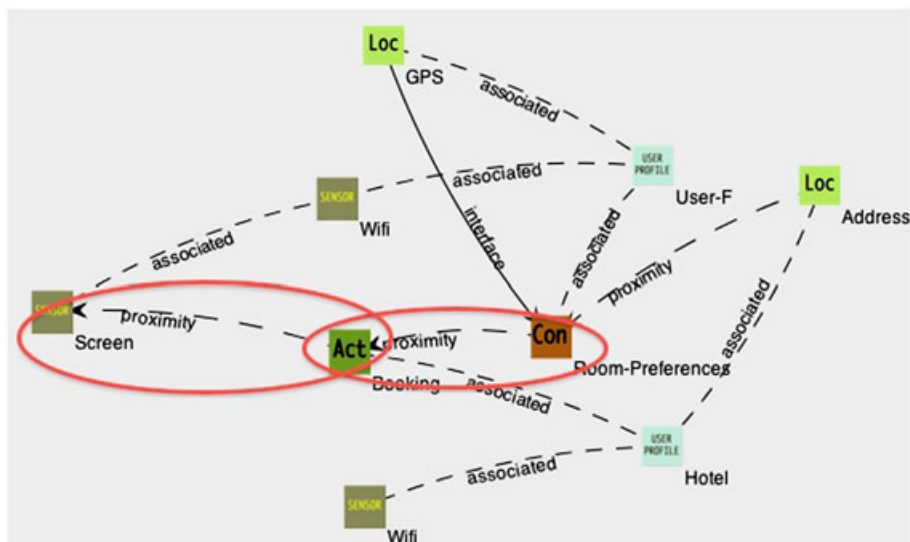 Loc
GPS
associated
USER
PROFILE
User-F
Loc
Address
associated
SENSOR
Wifi
interface
associated
proximity
associated
SENSOR
Screen
proximity
Act
Booking
proximity
Con
Room-Preferences
associated
associated
USER
PROFILE
Hotel
associated
SENSOR
Wifi